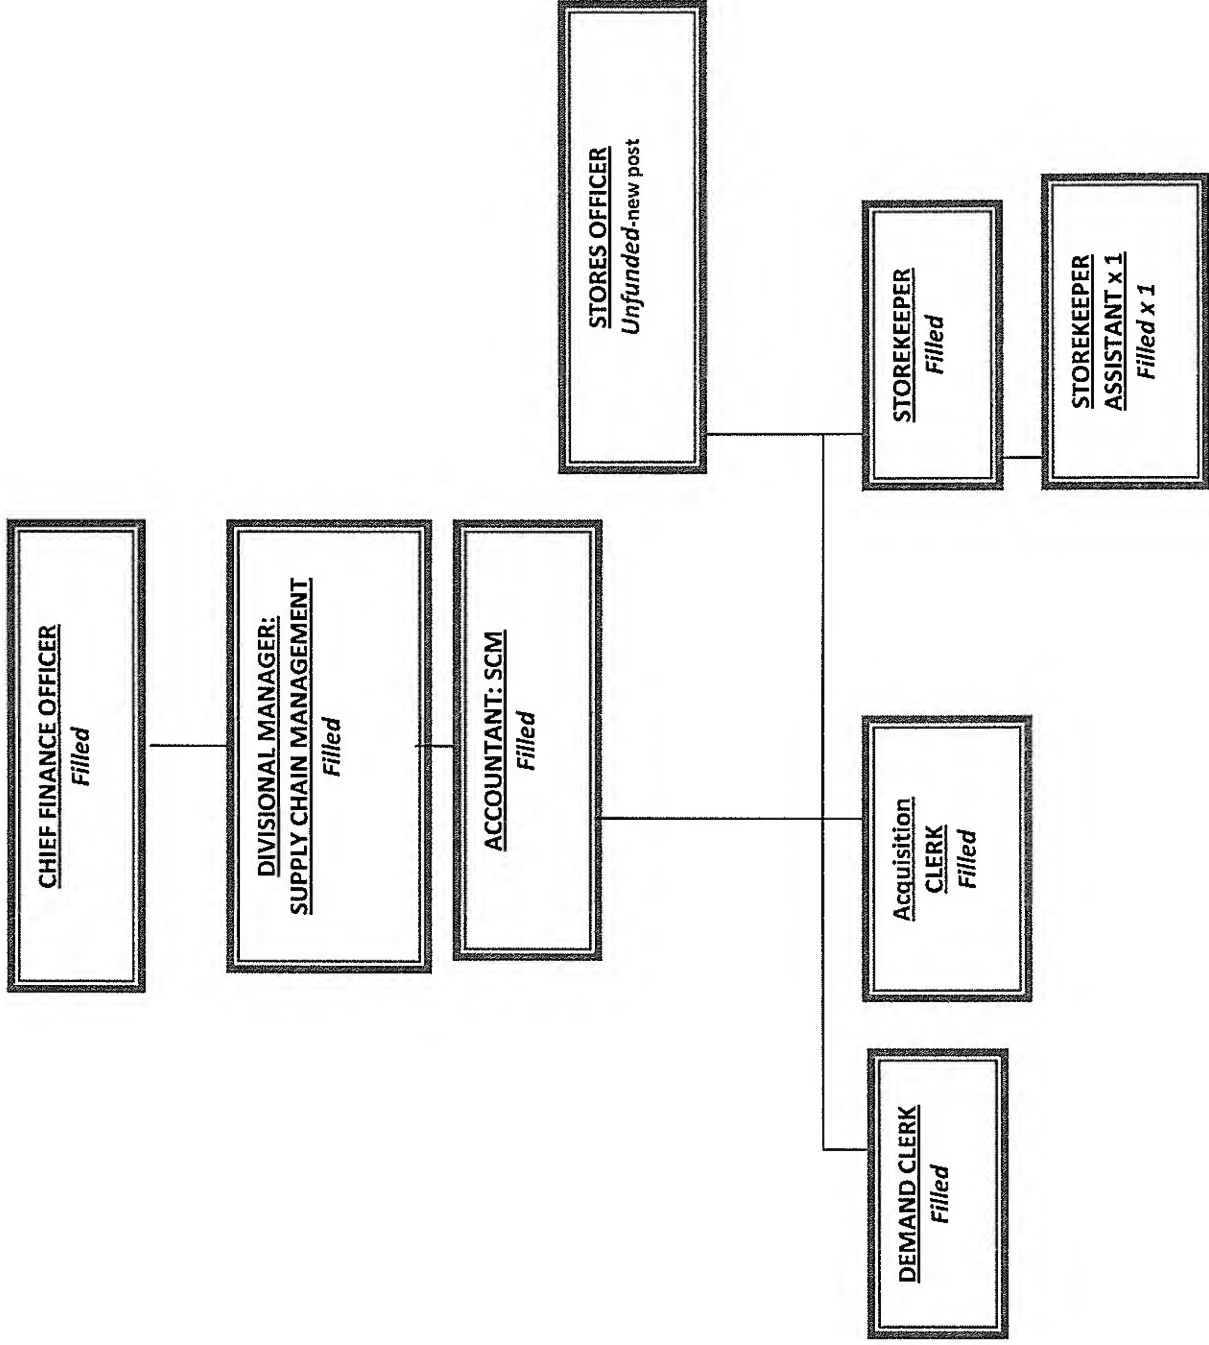 CHIEF FINANCE OFFICER
Filled
DIVISIONAL MANAGER:
SUPPLY CHAIN MANAGEMENT
Filled
ACCOUNTANT: SCM
Filled
STORES OFFICER
Unfunded-new post
DEMAND CLERK
Filled
Acquisition
CLERK
Filled
STOREKEEPER
Filled
STOREKEEPER
ASSISTANT x 1
Filled x 1